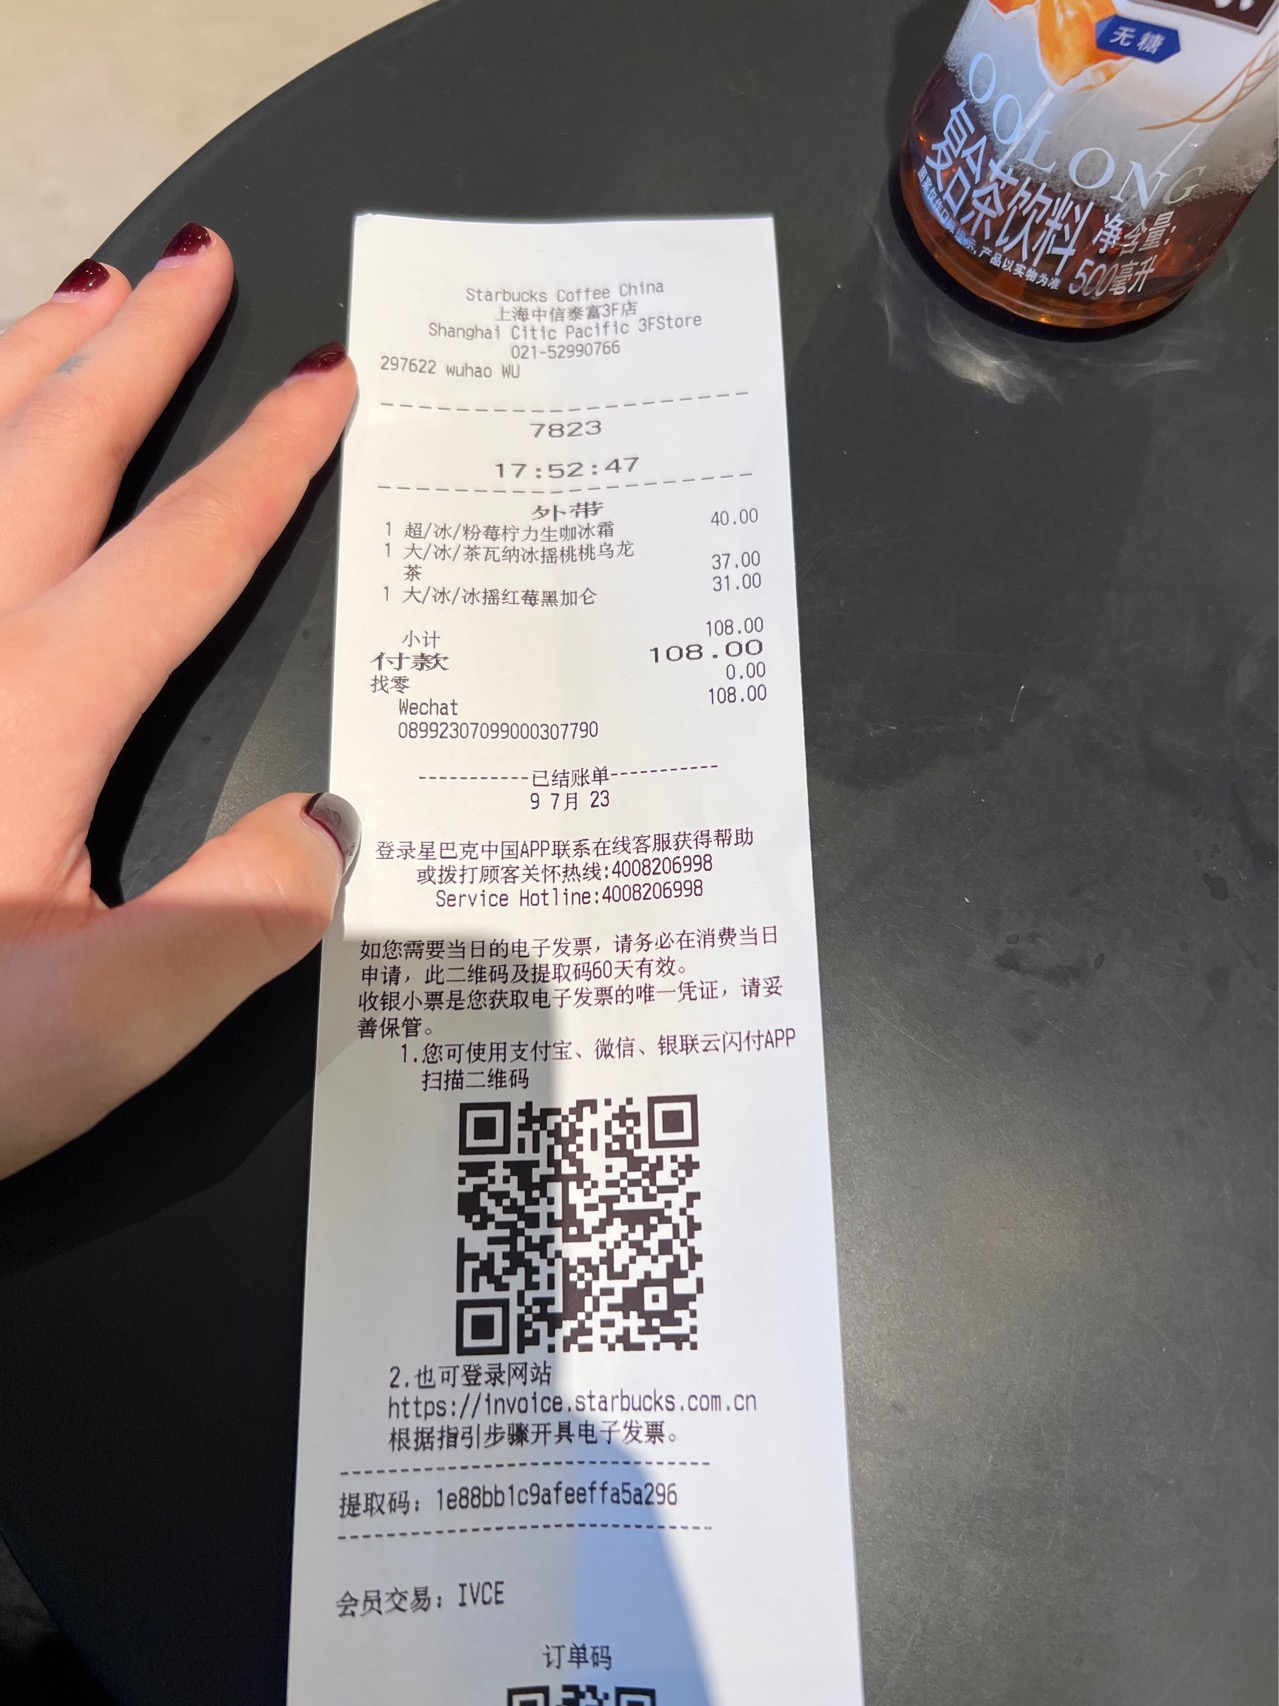 无糖
OOLONG
复合茶饮料
净含量:
500毫升
产品以实物为准
Starbucks Coffee China
上海中信泰富3F店
Shanghai Citic Pacific 3FStore
021-52990766
297622 wuhao WU
7823
17:52:47
外带
1 超/冰/粉莓柠力生咖冰霜 40.00
1 大/冰/茶瓦纳冰摇桃桃乌龙
茶 37.00
1 大/冰/冰摇红莓黑加仑 31.00
小计 108.00
付款 108.00
找零 0.00
Wechat 108.00
08992307099000307790
-----------已结账单-----------
9 7月 23
登录星巴克中国APP联系在线客服获得帮助
或拨打顾客关怀热线:4008206998
Service Hotline:4008206998
如您需要当日的电子发票，请务必在消费当日
申请，此二维码及提取码60天有效。
收银小票是您获取电子发票的唯一凭证，请妥
善保管。
1.您可使用支付宝、微信、银联云闪付APP
扫描二维码
2.也可登录网站
https://invoice.starbucks.com.cn
根据指引步骤开具电子发票。
提取码: 1e88bb1c9afeeffa5a296
会员交易: IVCE
订单码